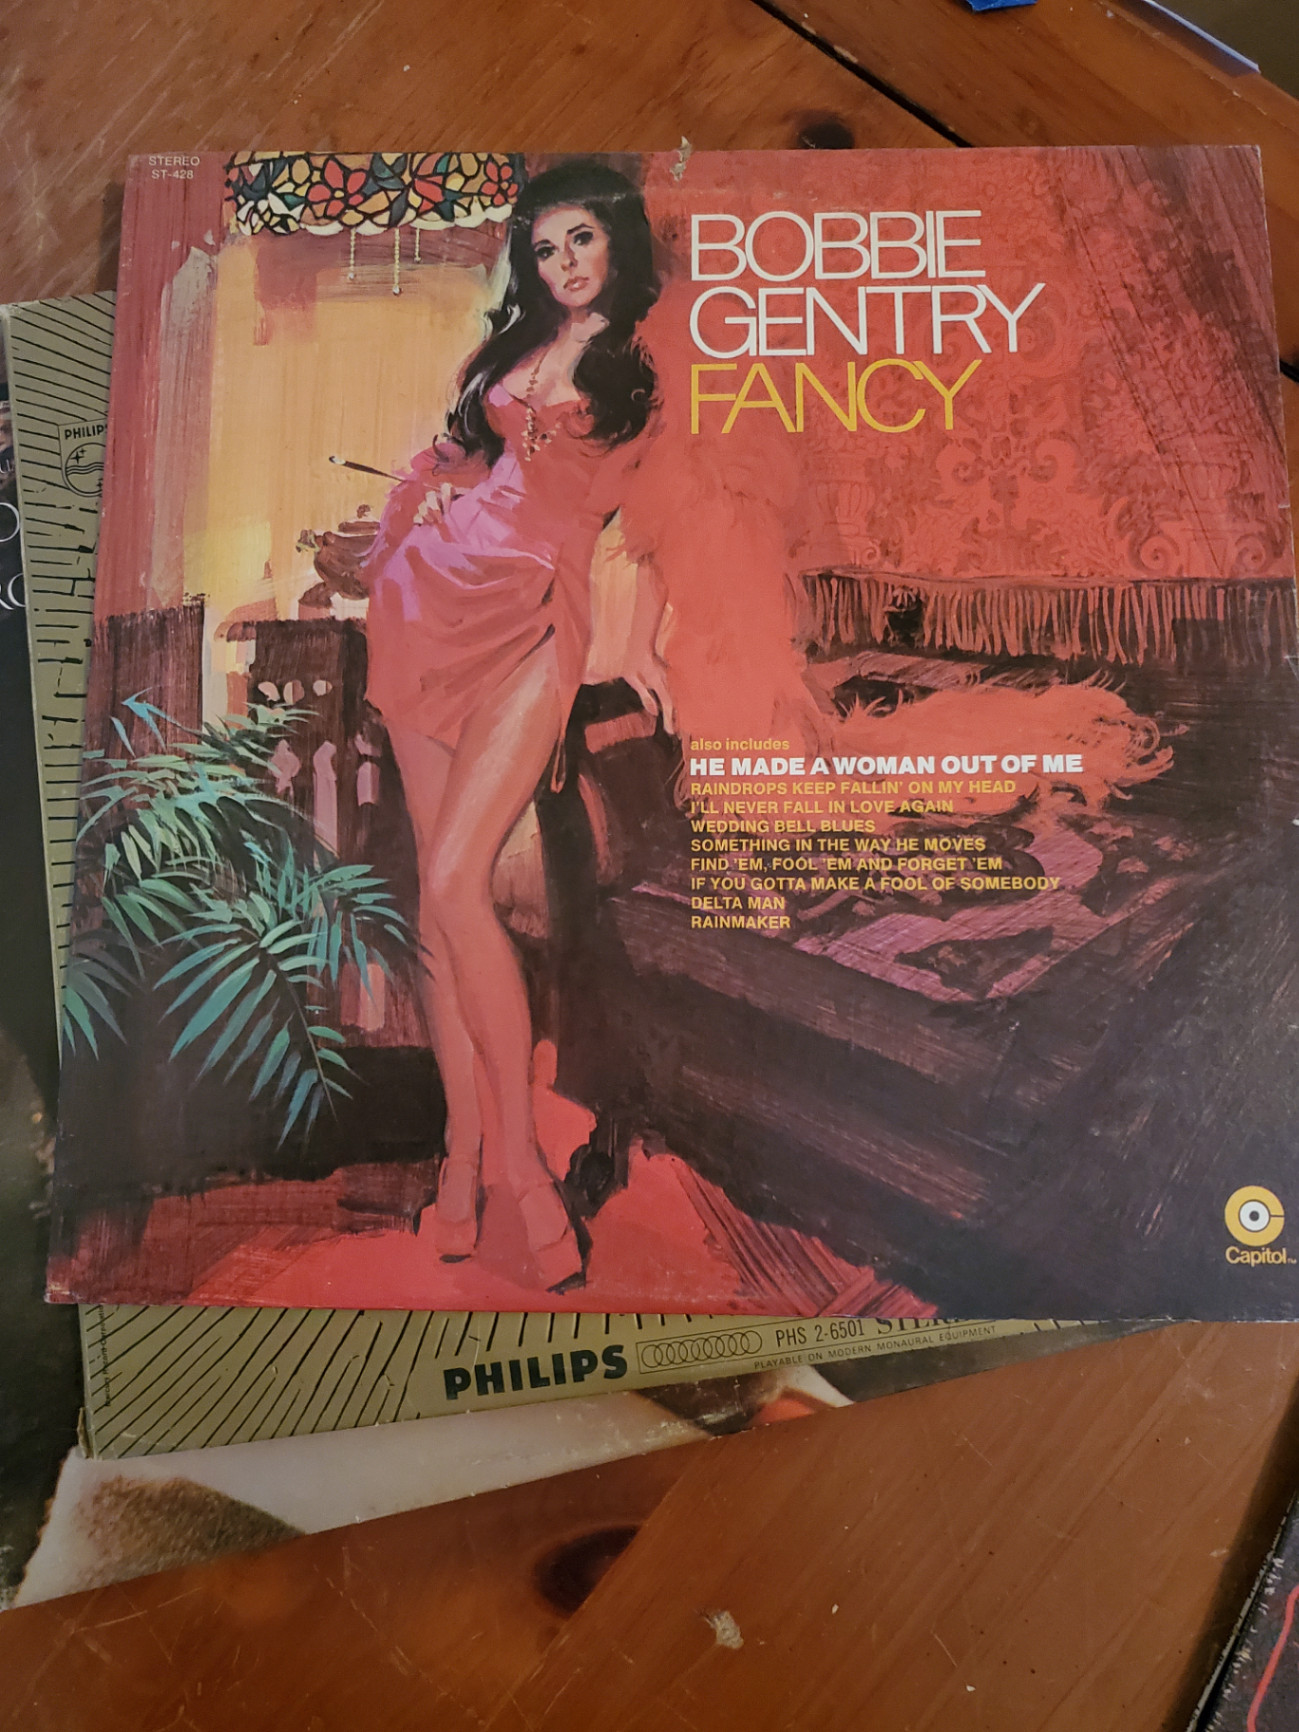 STEREO
ST-428
BOBBIE
GENTRY
FANCY
also includes
HE MADE A WOMAN OUT OF ME
RAINDROPS KEEP FALLIN' ON MY HEAD
I'LL NEVER FALL IN LOVE AGAIN
WEDDING BELL BLUES
SOMETHING IN THE WAY HE MOVES
FIND 'EM, FOOL 'EM AND FORGET 'EM
IF YOU GOTTA MAKE A FOOL OF SOMEBODY
DELTA MAN
RAINMAKER
Capitol
PHILIPS
PHILIPS PHS 2-6501
PLAYABLE ON MODERN MONAURAL EQUIPMENT